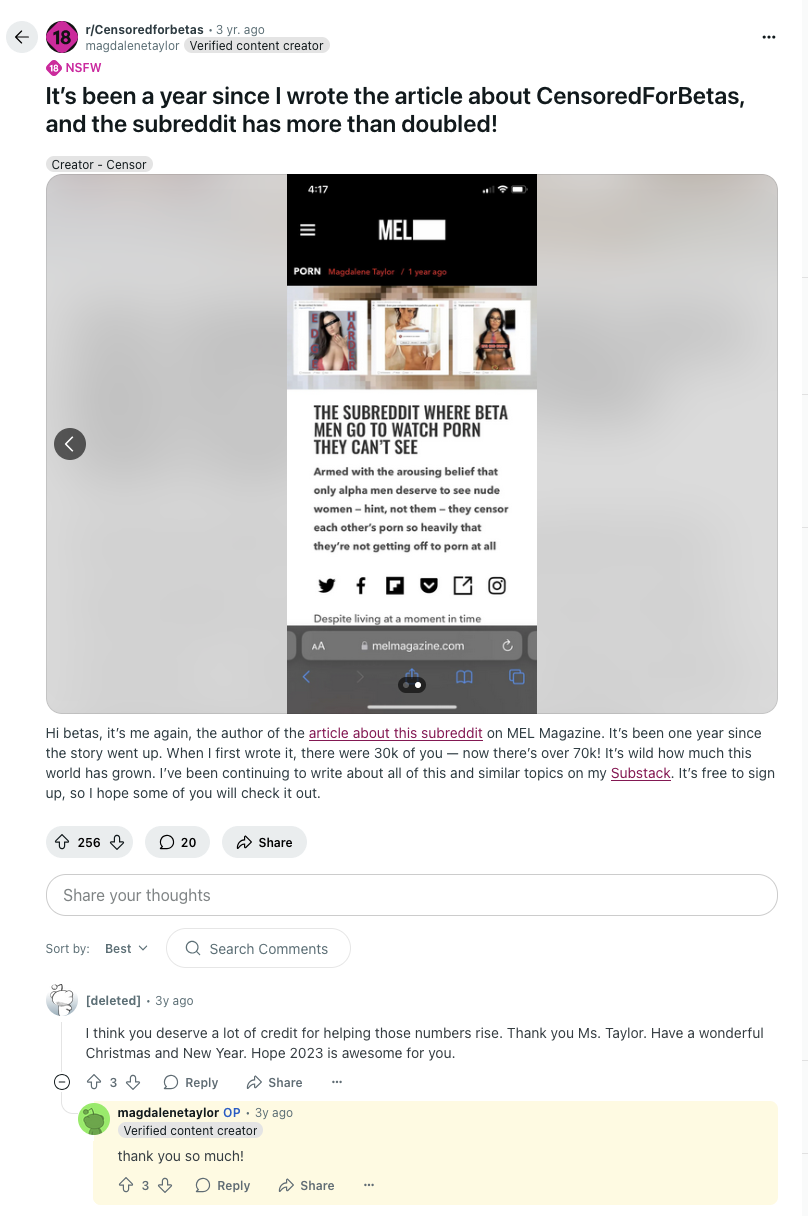 18
r/Censoredforbetas • 3 yr. ago
magdalenetaylor Verified content creator
18 NSFW
It’s been a year since I wrote the article about CensoredForBetas,
and the subreddit has more than doubled!
Creator - Censor
4:17
MEL
PORN Magdalene Taylor / 1 year ago
HARDER
THE SUBREDDIT WHERE BETA
MEN GO TO WATCH PORN
THEY CAN’T SEE
Armed with the arousing belief that
only alpha men deserve to see nude
women – hint, not them – they censor
each other’s porn so heavily that
they’re not getting off to porn at all
Despite living at a moment in time
AA melmagazine.com
Hi betas, it’s me again, the author of the article about this subreddit on MEL Magazine. It’s been one year since
the story went up. When I first wrote it, there were 30k of you — now there’s over 70k! It’s wild how much this
world has grown. I’ve been continuing to write about all of this and similar topics on my Substack. It’s free to sign
up, so I hope some of you will check it out.
256 20 Share
Share your thoughts
Sort by: Best Search Comments
[deleted] • 3y ago
I think you deserve a lot of credit for helping those numbers rise. Thank you Ms. Taylor. Have a wonderful
Christmas and New Year. Hope 2023 is awesome for you.
3 Reply Share
magdalenetaylor OP • 3y ago
Verified content creator
thank you so much!
3 Reply Share